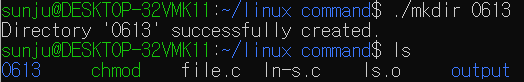 sunju@DESKTOP-32VMK11:~/linux command$ ./mkdir 0613
Directory '0613' successfully created.
sunju@DESKTOP-32VMK11:~/linux command$ ls
0613 chmod file.c ln-s.c ls.o output